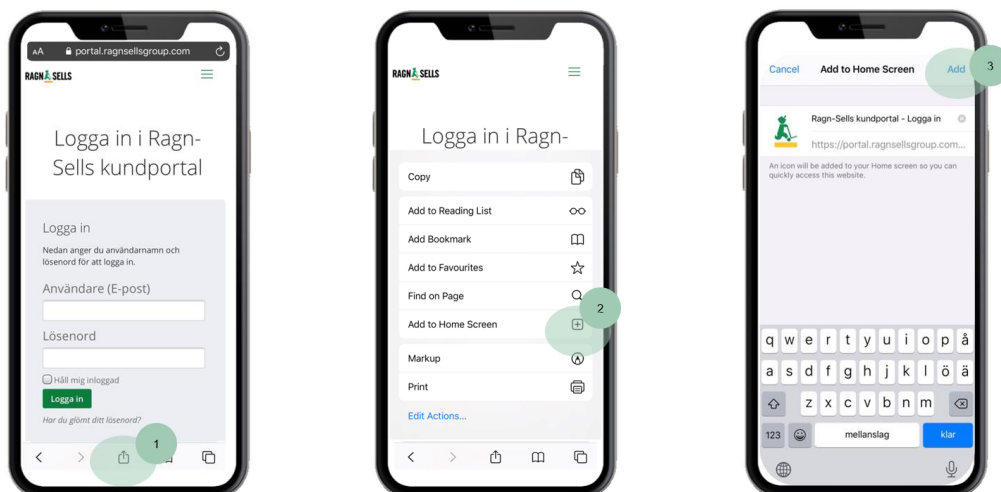 AA portal.ragnsellsgroup.com
RAGN SELLS
Logga in i Ragn-
Sells kundportal
Logga in
Nedan anger du användarnamn och
lösenord för att logga in.
Användare (E-post)
Lösenord
Håll mig inloggad
Logga in
Har du glömt ditt lösenord?
1
RAGN SELLS
Logga in i Ragn-
Copy
Add to Reading List
Add Bookmark
Add to Favourites
Find on Page
Add to Home Screen
2
Markup
Print
Edit Actions...
Cancel Add to Home Screen Add
3
Ragn-Sells kundportal - Logga in
https://portal.ragnsellsgroup.com...
An icon will be added to your Home screen so you can
quickly access this website.
q w e r t y u i o p å
a s d f g h j k l ö ä
z x c v b n m
123 mellanslag klar